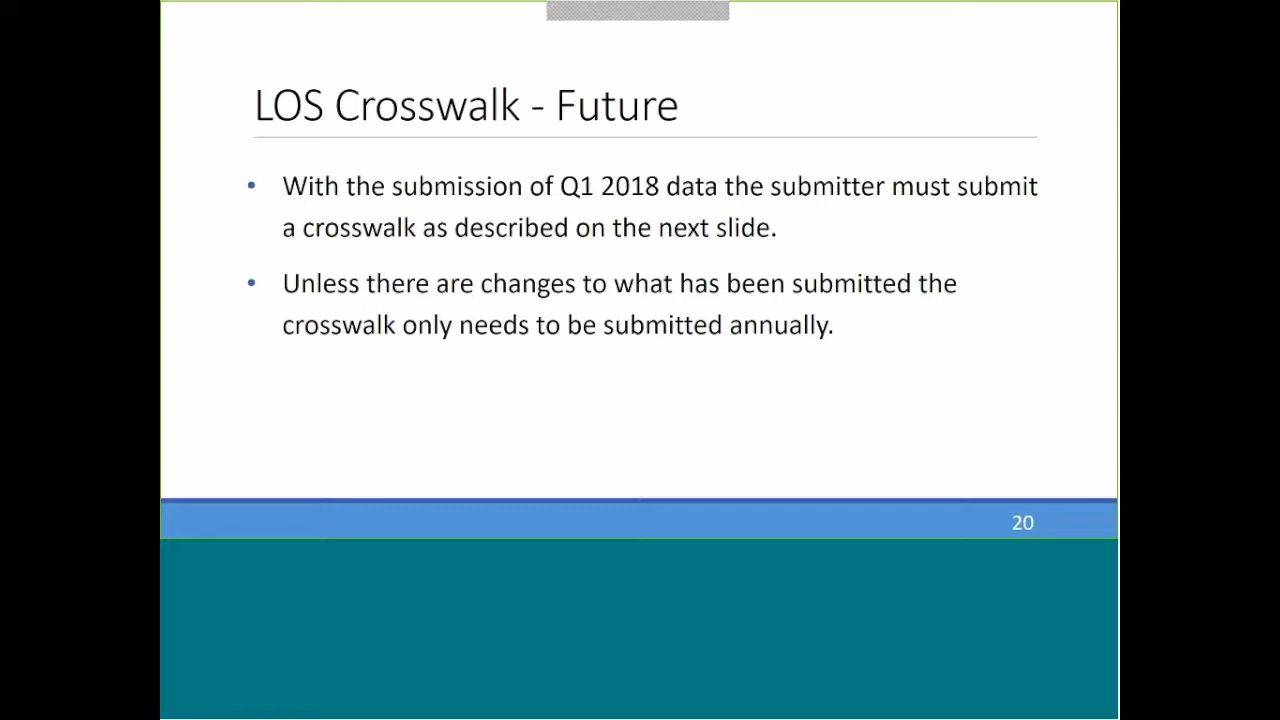 LOS Crosswalk - Future
• With the submission of Q1 2018 data the submitter must submit
a crosswalk as described on the next slide.
• Unless there are changes to what has been submitted the
crosswalk only needs to be submitted annually.
20